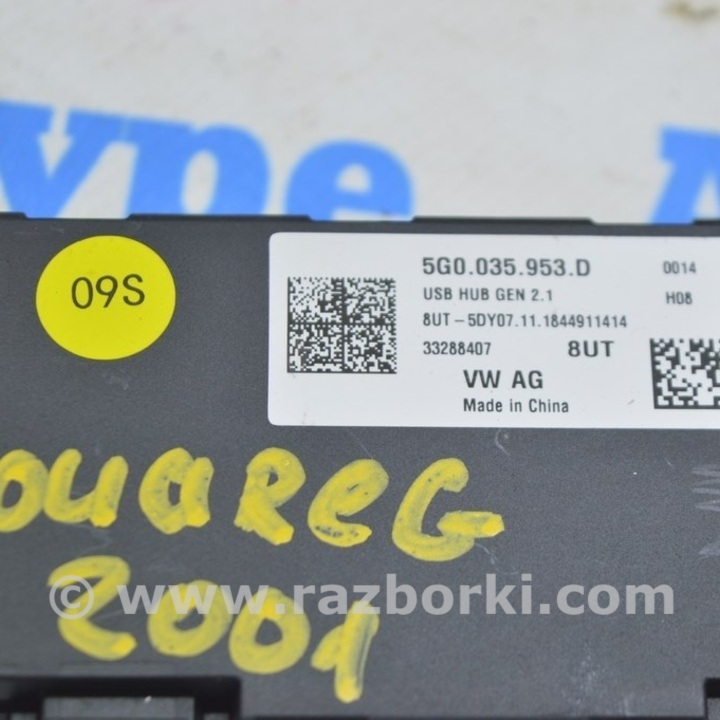 ype
09S
5G0.035.953.D 0014
USB HUB GEN 2.1 H08
8UT-5DY07.11.1844911414
33288407 8UT
VW AG
Made in China
ouareG
2001
© www.razborki.com